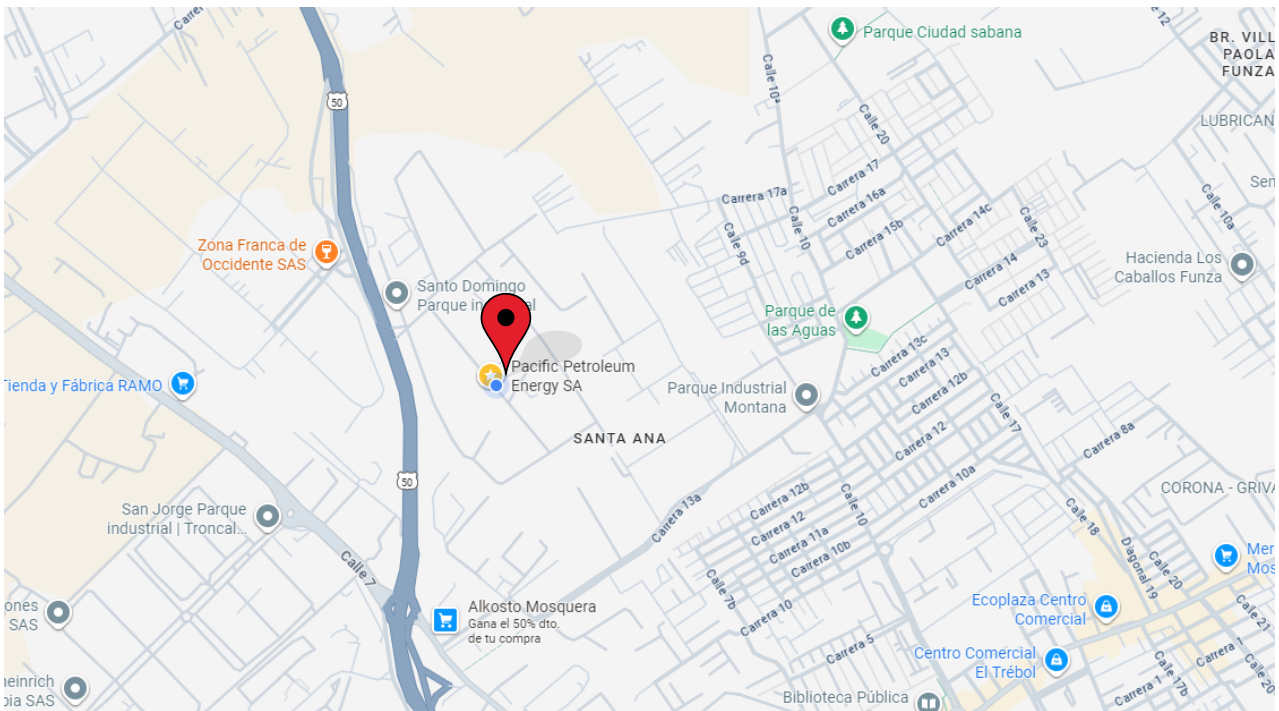 Carrer
50
Parque Ciudad sabana
12
BR. VILL
PAOLA
FUNZA
Calle 10ª
Calle 20
LUBRICAN
Carrera 17
Carrera 17a
Carrera 16a
Sen
Calle 10a
Carrera 14c
Calle 10
Carrera 15b
Calle 23
Calle 9d
Zona Franca de
Occidente SAS
Hacienda Los
Caballos Funza
Carrera 14
Carrera 13
Santo Domingo
Parque in
al
Parque de
las Aguas
Carrera 13c
Carrera 13
Pacific Petroleum
Energy SA
Tienda y Fábrica RAMO
Parque Industrial
Montana
Carrera 12b
Calle 17
SANTA ANA
Carrera 12
Carrera 8a
50
Carrera 10a
CORONA - GRIVA
Carrera 12b
Calle 10
Carrera 13a
San Jorge Parque
industrial | Troncal...
Carrera 12
Calle 18
Carrera 11a
Carrera 10b
Diagonal 19
Calle 20
Mer
Mos
Calle 7
Calle 7b
ones
SAS
Alkosto Mosquera
Gana el 50% dto.
de tu compra
Carrera 10
Ecoplaza Centro
Comercial
Calle 21
Carrera 5
Centro Comercial
El Trébol
Carrera 1
Carrera 1
Calle 17b
Calle 20
heinrich
bia SAS
Biblioteca Pública